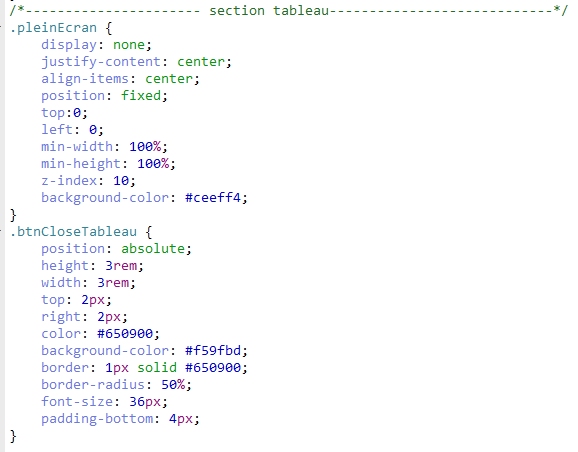 /*---------------------- section tableau----------------------------*/
.pleinEcran {
    display: none;
    justify-content: center;
    align-items: center;
    position: fixed;
    top:0;
    left: 0;
    min-width: 100%;
    min-height: 100%;
    z-index: 10;
    background-color: #ceeff4;
}
.btnCloseTableau {
    position: absolute;
    height: 3rem;
    width: 3rem;
    top: 2px;
    right: 2px;
    color: #650900;
    background-color: #f59fbd;
    border: 1px solid #650900;
    border-radius: 50%;
    font-size: 36px;
    padding-bottom: 4px;
}